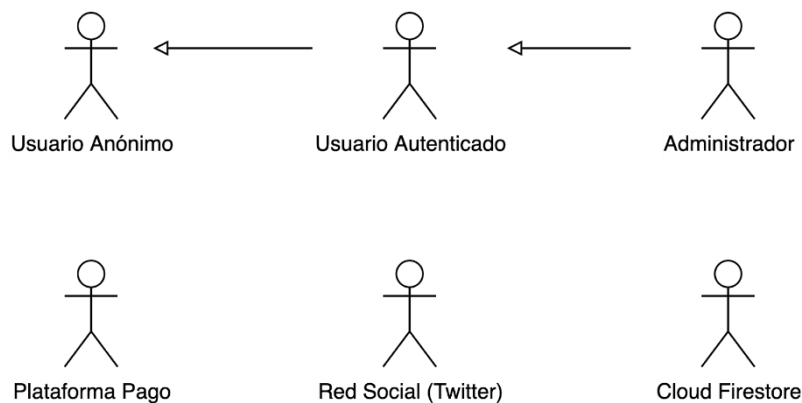 Usuario Anónimo
Usuario Autenticado
Administrador
Plataforma Pago
Red Social (Twitter)
Cloud Firestore